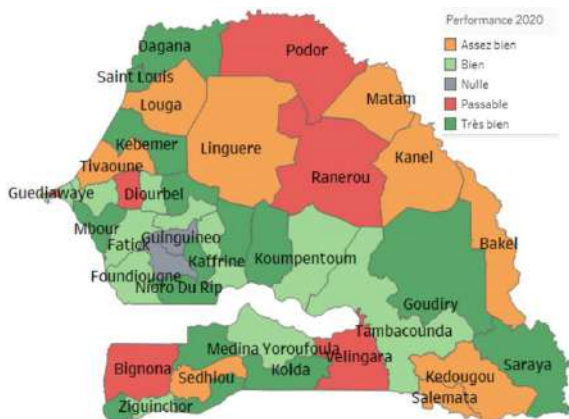 Performance 2020
Assez bien
Bien
Nulle
Passable
Très bien
Dagana
Podor
Saint Louis
Louga
Matam
Kebemer
Linguere
Kanel
Tivaoune
Ranerou
Guediawaye
Diourbel
Mbour
Guinguineo
Fatick
Bakel
Kaffrine
Koumpentoum
Foundiougne
Nioro Du Rip
Goudiry
Tambacounda
Medina Yoroufoula
Velingara
Bignona
Saraya
Sedhiou
Kolda
Kedougou
Salemata
Ziguinchor